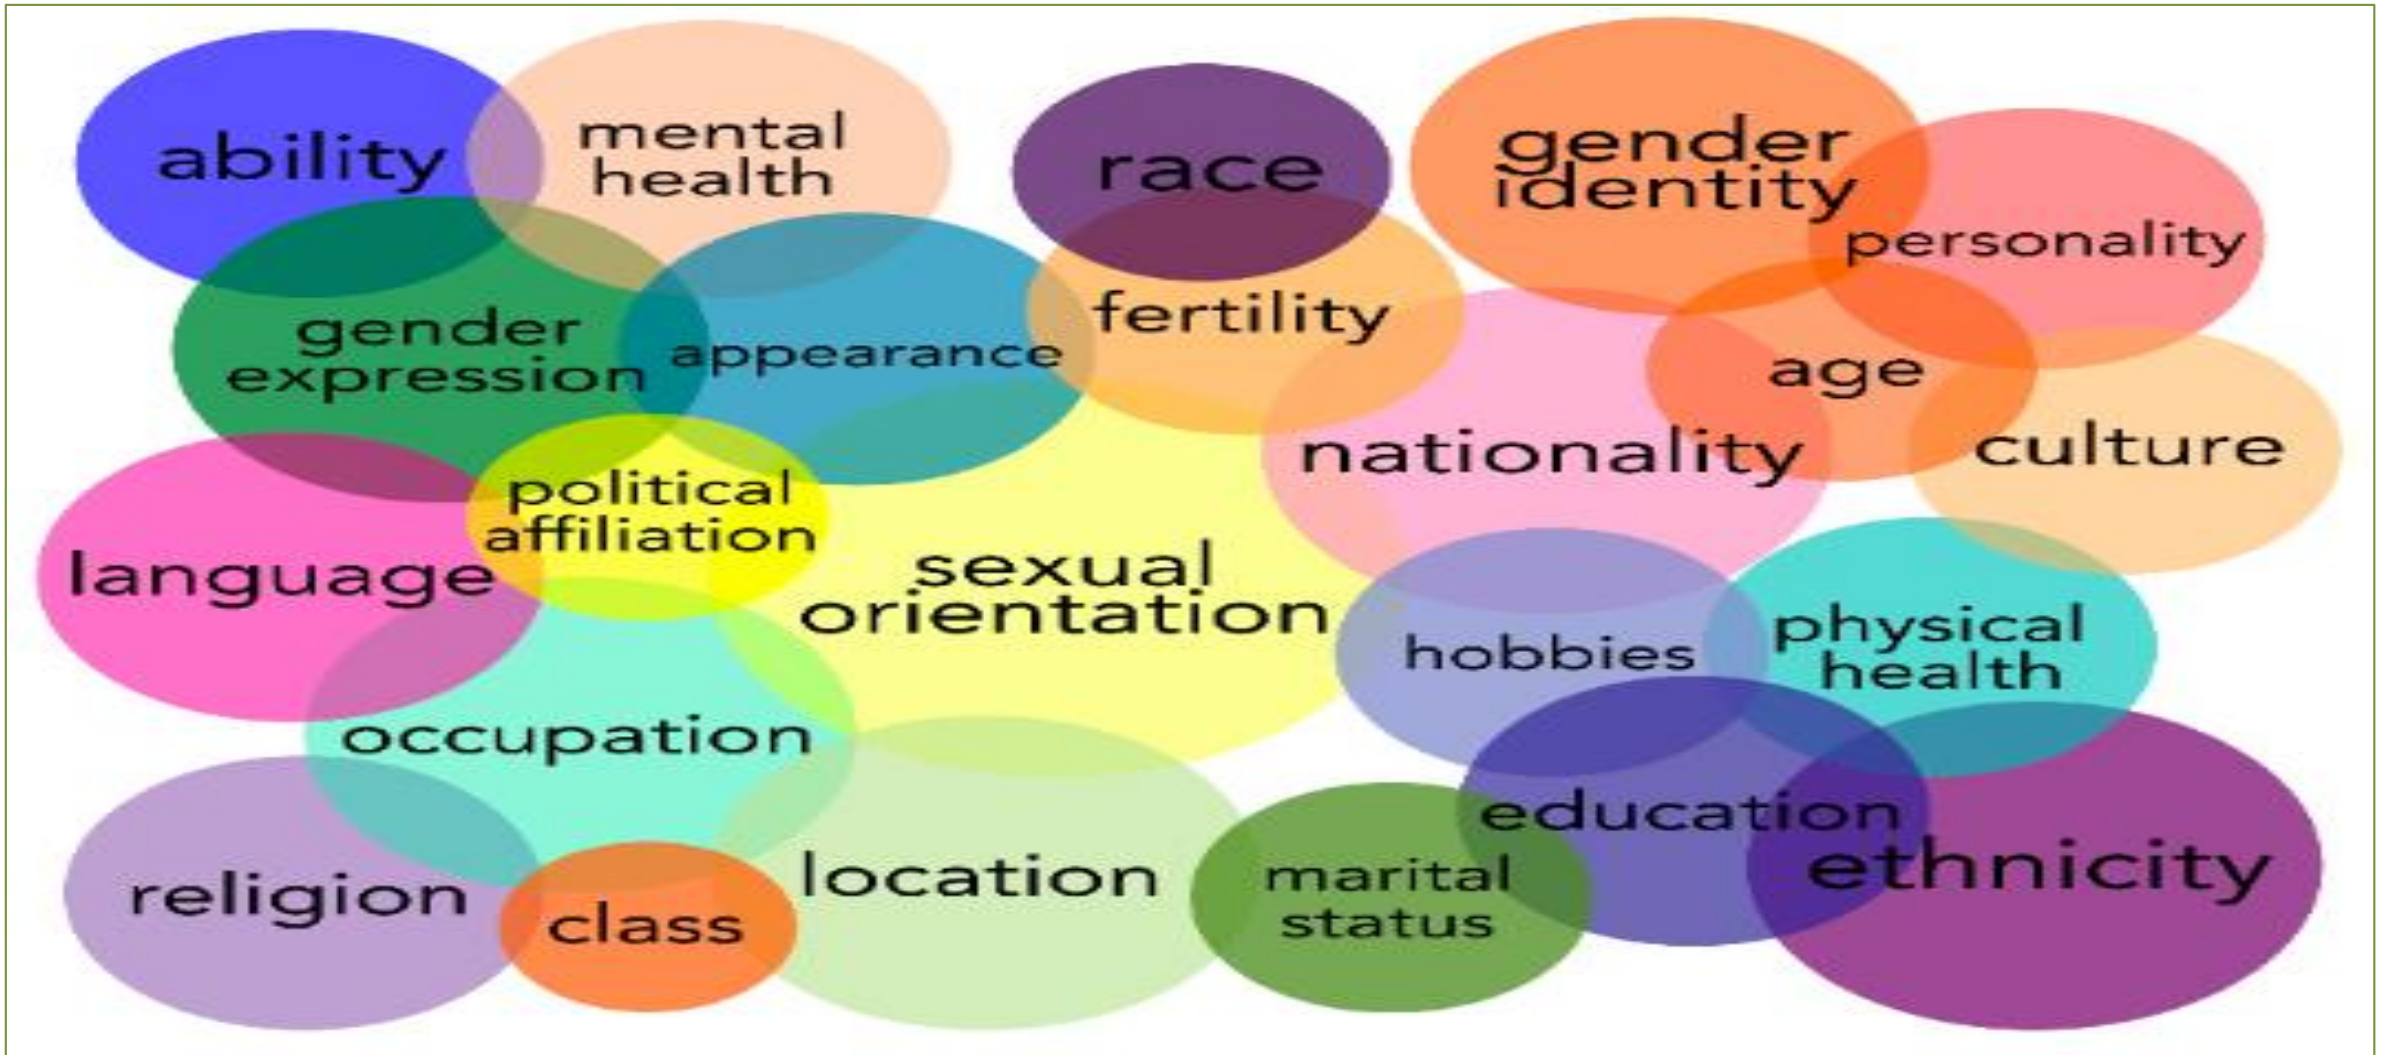 ability
mental
health
race
gender
identity
personality
gender
expression
appearance
fertility
age
nationality
culture
language
political
affiliation
sexual
orientation
hobbies
physical
health
occupation
education
religion
class
location
marital
status
ethnicity